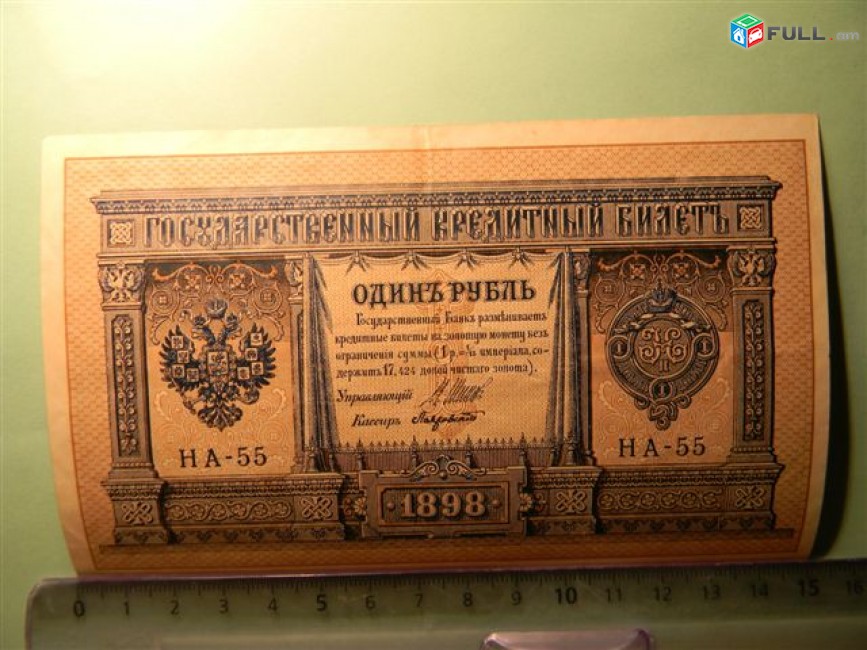 FULL.am
ГОСУДАРСТВЕННЫЙ КРЕДИТНЫЙ БИЛЕТЪ
ОДИНЪ РУБЛЬ
Государственный Банкъ размѣниваетъ
кредитные билеты на золотую монету безъ
ограниченія суммы (1 р.=1/15 имперіала, со-
держитъ 17,424 долей чистаго золота).
Управляющій
Кассиръ
НА-55
НА-55
1898
0 1 2 3 4 5 6 7 8 9 10 11 12 13 14 15 16